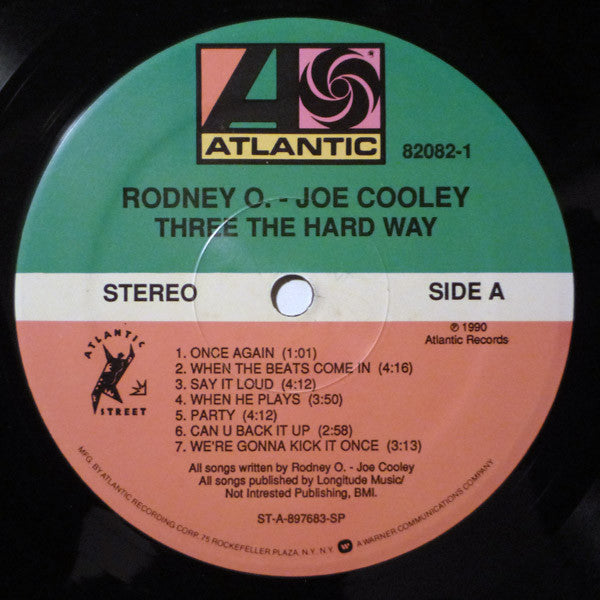 ATLANTIC
82082-1
RODNEY O. - JOE COOLEY
THREE THE HARD WAY
STEREO
SIDE A
℗ 1990
Atlantic Records
ATLANTIC
STREET
1. ONCE AGAIN (1:01)
2. WHEN THE BEATS COME IN (4:16)
3. SAY IT LOUD (4:12)
4. WHEN HE PLAYS (3:50)
5. PARTY (4:12)
6. CAN U BACK IT UP (2:58)
7. WE'RE GONNA KICK IT ONCE (3:13)
All songs written by Rodney O. - Joe Cooley
All songs published by Longitude Music/
Not Intrested Publishing, BMI.
ST-A-897683-SP
MFG. BY ATLANTIC RECORDING CORP., 75 ROCKEFELLER PLAZA, N.Y., N.Y. A WARNER COMMUNICATIONS COMPANY